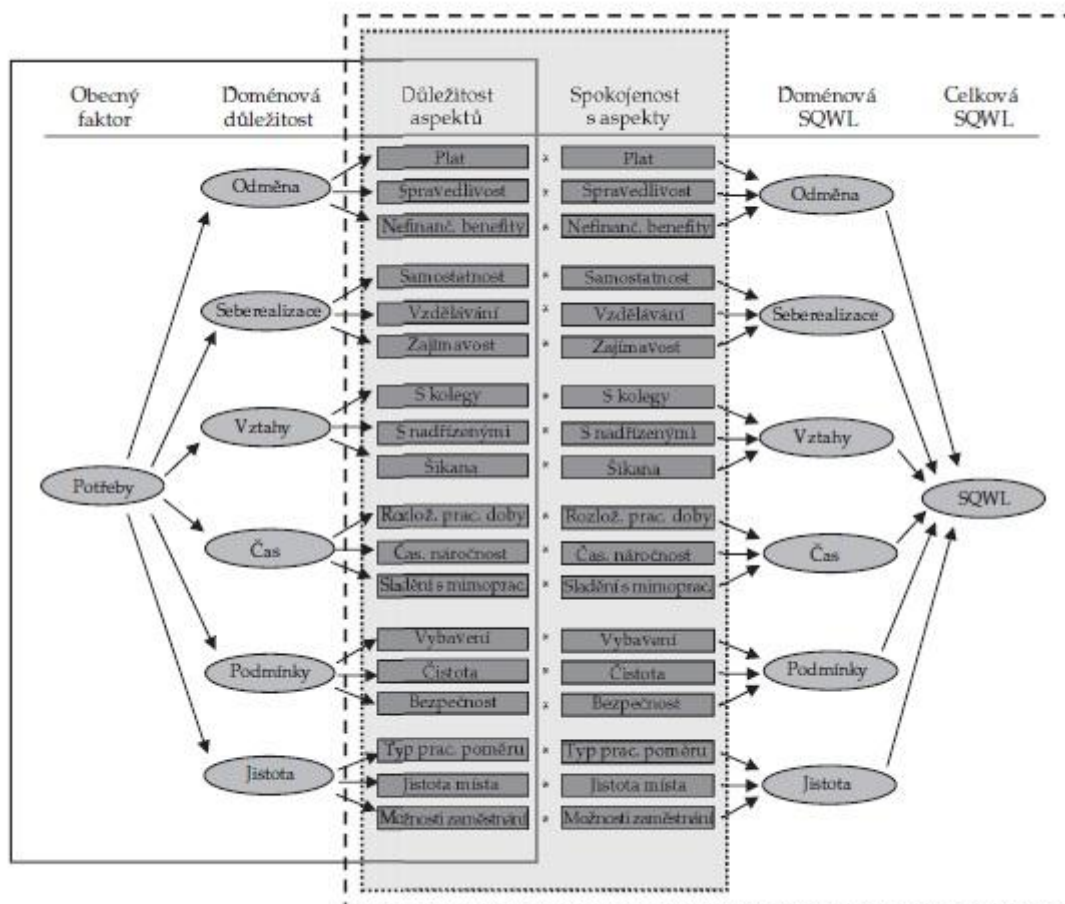 Obecný
faktor
Doménová
důležitost
Důležitost
aspektů
Spokojenost
s aspekty
Doménová
SQWL
Celková
SQWL
Potřeby
Odměna
Plat * Plat
Spravedlivost * Spravedlivost
Nefinanč. benefity * Nefinanč. benefity
Odměna
Seberealizace
Samostatnost * Samostatnost
Vzdělávání * Vzdělávání
Zajímavost * Zajímavost
Seberealizace
Vztahy
S kolegy * S kolegy
S nadřízenými * S nadřízenými
Šikana * Šikana
Vztahy
Čas
Rozlož. prac. doby * Rozlož. prac. doby
Čas. náročnost * Čas. náročnost
Sladění s mimoprac. * Sladění s mimoprac.
Čas
Podmínky
Vybavení * Vybavení
Čistota * Čistota
Bezpečnost * Bezpečnost
Podmínky
Jistota
Typ prac. poměru * Typ prac. poměru
Jistota místa * Jistota místa
Možnosti zaměstnání * Možnosti zaměstnání
Jistota
SQWL